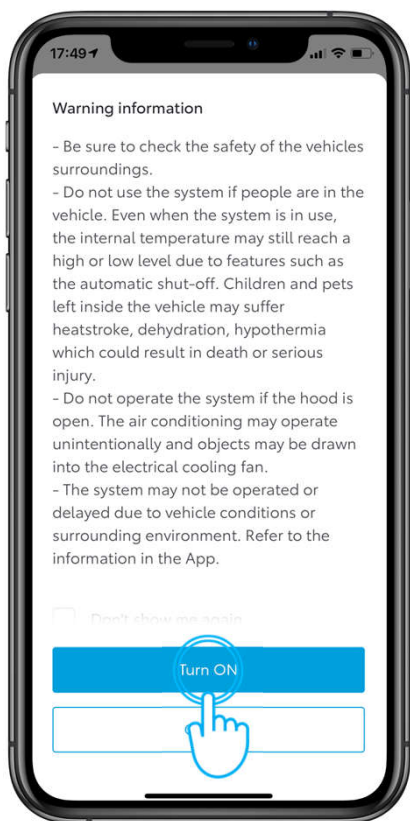 17:49
Warning information
- Be sure to check the safety of the vehicles
surroundings.
- Do not use the system if people are in the
vehicle. Even when the system is in use,
the internal temperature may still reach a
high or low level due to features such as
the automatic shut-off. Children and pets
left inside the vehicle may suffer
heatstroke, dehydration, hypothermia
which could result in death or serious
injury.
- Do not operate the system if the hood is
open. The air conditioning may operate
unintentionally and objects may be drawn
into the electrical cooling fan.
- The system may not be operated or
delayed due to vehicle conditions or
surrounding environment. Refer to the
information in the App.
Don't show me again
Turn ON